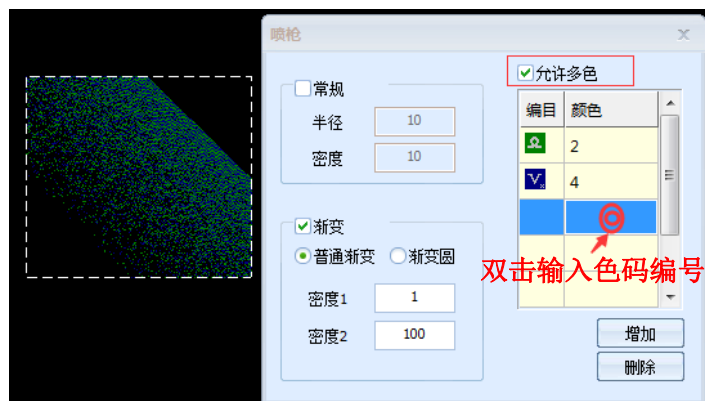 喷枪
允许多色
常规
半径 10
密度 10
编目 颜色
2
4
渐变
普通渐变 渐变圆
密度1 1
密度2 100
双击输入色码编号
增加
删除